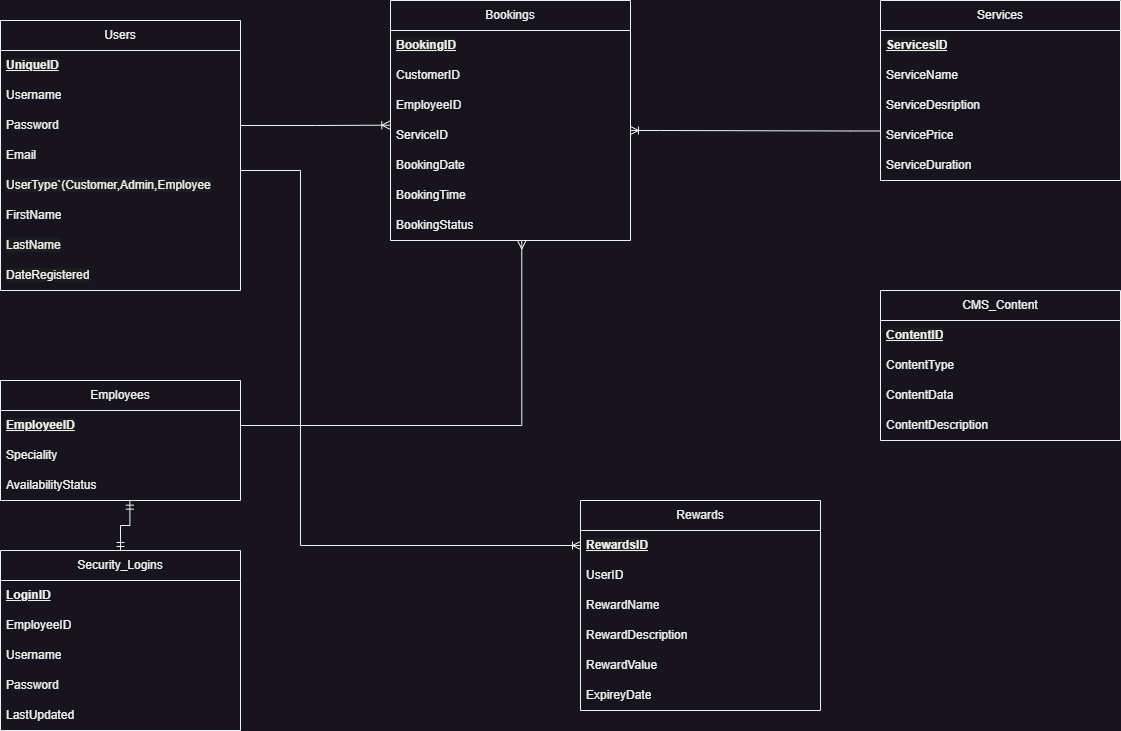 Users
UniqueID
Username
Password
Email
UserType`(Customer,Admin,Employee
FirstName
LastName
DateRegistered
Bookings
BookingID
CustomerID
EmployeeID
ServiceID
BookingDate
BookingTime
BookingStatus
Services
ServicesID
ServiceName
ServiceDesription
ServicePrice
ServiceDuration
CMS_Content
ContentID
ContentType
ContentData
ContentDescription
Employees
EmployeeID
Speciality
AvailabilityStatus
Security_Logins
LoginID
EmployeeID
Username
Password
LastUpdated
Rewards
RewardsID
UserID
RewardName
RewardDescription
RewardValue
ExpireyDate